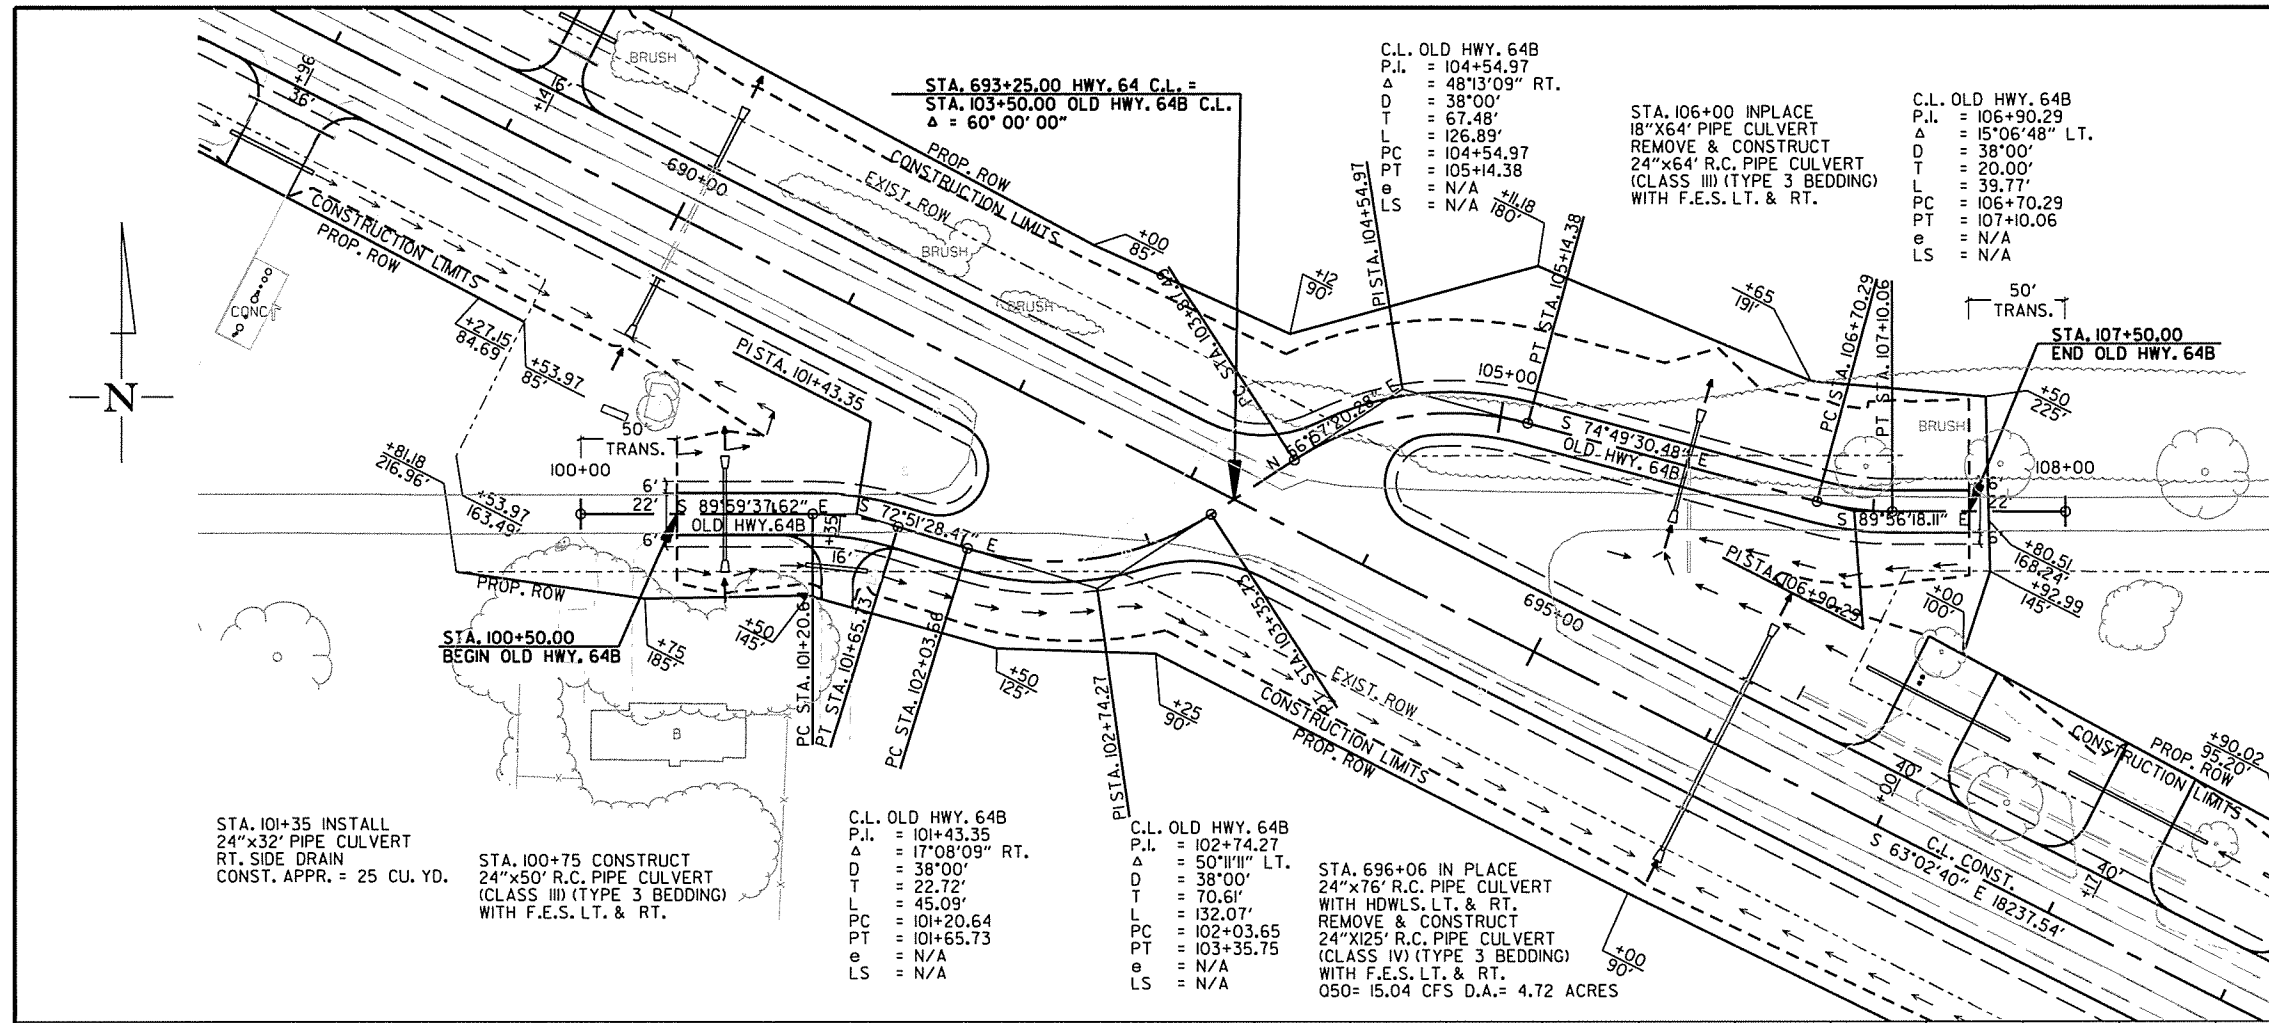 BRUSH
+96
36'
+14
16'
STA. 693+25.00 HWY. 64 C.L. =
STA. 103+50.00 OLD HWY. 64B C.L.
Δ = 60° 00' 00"
C.L. OLD HWY. 64B
P.I. = 104+54.97
Δ = 48°13'09" RT.
D = 38°00'
T = 67.48'
L = 126.89'
PC = 104+54.97
PT = 105+14.38
e = N/A
LS = N/A
STA. 106+00 INPLACE
18"X64' PIPE CULVERT
REMOVE & CONSTRUCT
24"x64' R.C. PIPE CULVERT
(CLASS III) (TYPE 3 BEDDING)
WITH F.E.S. LT. & RT.
C.L. OLD HWY. 64B
P.I. = 106+90.29
Δ = 15°06'48" LT.
D = 38°00'
T = 20.00'
L = 39.77'
PC = 106+70.29
PT = 107+10.06
e = N/A
LS = N/A
690+00
PROP. ROW
CONSTRUCTION LIMITS
EXIST. ROW
BRUSH
BRUSH
CONSTRUCTION LIMITS
PROP. ROW
CONC
+00
85'
+12
90'
+11.18
180'
+65
191'
PI STA. 104+54.97
PT STA. 105+14.38
PC STA. 103+87.49
PC STA. 106+70.29
PT STA. 107+10.06
50'
TRANS.
STA. 107+50.00
END OLD HWY. 64B
N
+27.15
84.69
+53.97
85'
PI STA. 101+43.35
105+00
N 56°57'20.28" E
+50
225'
BRUSH
50'
TRANS.
100+00
+81.18
216.96'
+53.97
163.49'
6'
22'
6'
S 89°59'37.62" E
OLD HWY. 64B
S 72°51'28.47" E
+35
16'
S 74°49'30.48" E
OLD HWY. 64B
108+00
6'
22'
6'
S 89°56'18.11" E
PI STA. 106+90.29
+80.51
168.24'
+92.99
145'
+00
100'
PROP. ROW
STA. 100+50.00
BEGIN OLD HWY. 64B
+75
185'
+50
145'
PC STA. 101+20.64
PT STA. 101+65.73
PC STA. 102+03.66
+50
125'
PI STA. 102+74.27
+25
90'
PT STA. 103+35.73
695+00
EXIST. ROW
CONSTRUCTION LIMITS
PROP. ROW
B
CONSTRUCTION LIMITS
PROP. ROW
+90.02
95.20'
40'
+00
C.L. CONST.
S 63°02'40" E 18237.54'
40'
+17
STA. 101+35 INSTALL
24"x32' PIPE CULVERT
RT. SIDE DRAIN
CONST. APPR. = 25 CU. YD.
STA. 100+75 CONSTRUCT
24"x50' R.C. PIPE CULVERT
(CLASS III) (TYPE 3 BEDDING)
WITH F.E.S. LT. & RT.
C.L. OLD HWY. 64B
P.I. = 101+43.35
Δ = 17°08'09" RT.
D = 38°00'
T = 22.72'
L = 45.09'
PC = 101+20.64
PT = 101+65.73
e = N/A
LS = N/A
C.L. OLD HWY. 64B
P.I. = 102+74.27
Δ = 50°11'11" LT.
D = 38°00'
T = 70.61'
L = 132.07'
PC = 102+03.65
PT = 103+35.75
e = N/A
LS = N/A
STA. 696+06 IN PLACE
24"x76' R.C. PIPE CULVERT
WITH HDWLS. LT. & RT.
REMOVE & CONSTRUCT
24"X125' R.C. PIPE CULVERT
(CLASS IV) (TYPE 3 BEDDING)
WITH F.E.S. LT. & RT.
Q50= 15.04 CFS D.A.= 4.72 ACRES
+00
90'